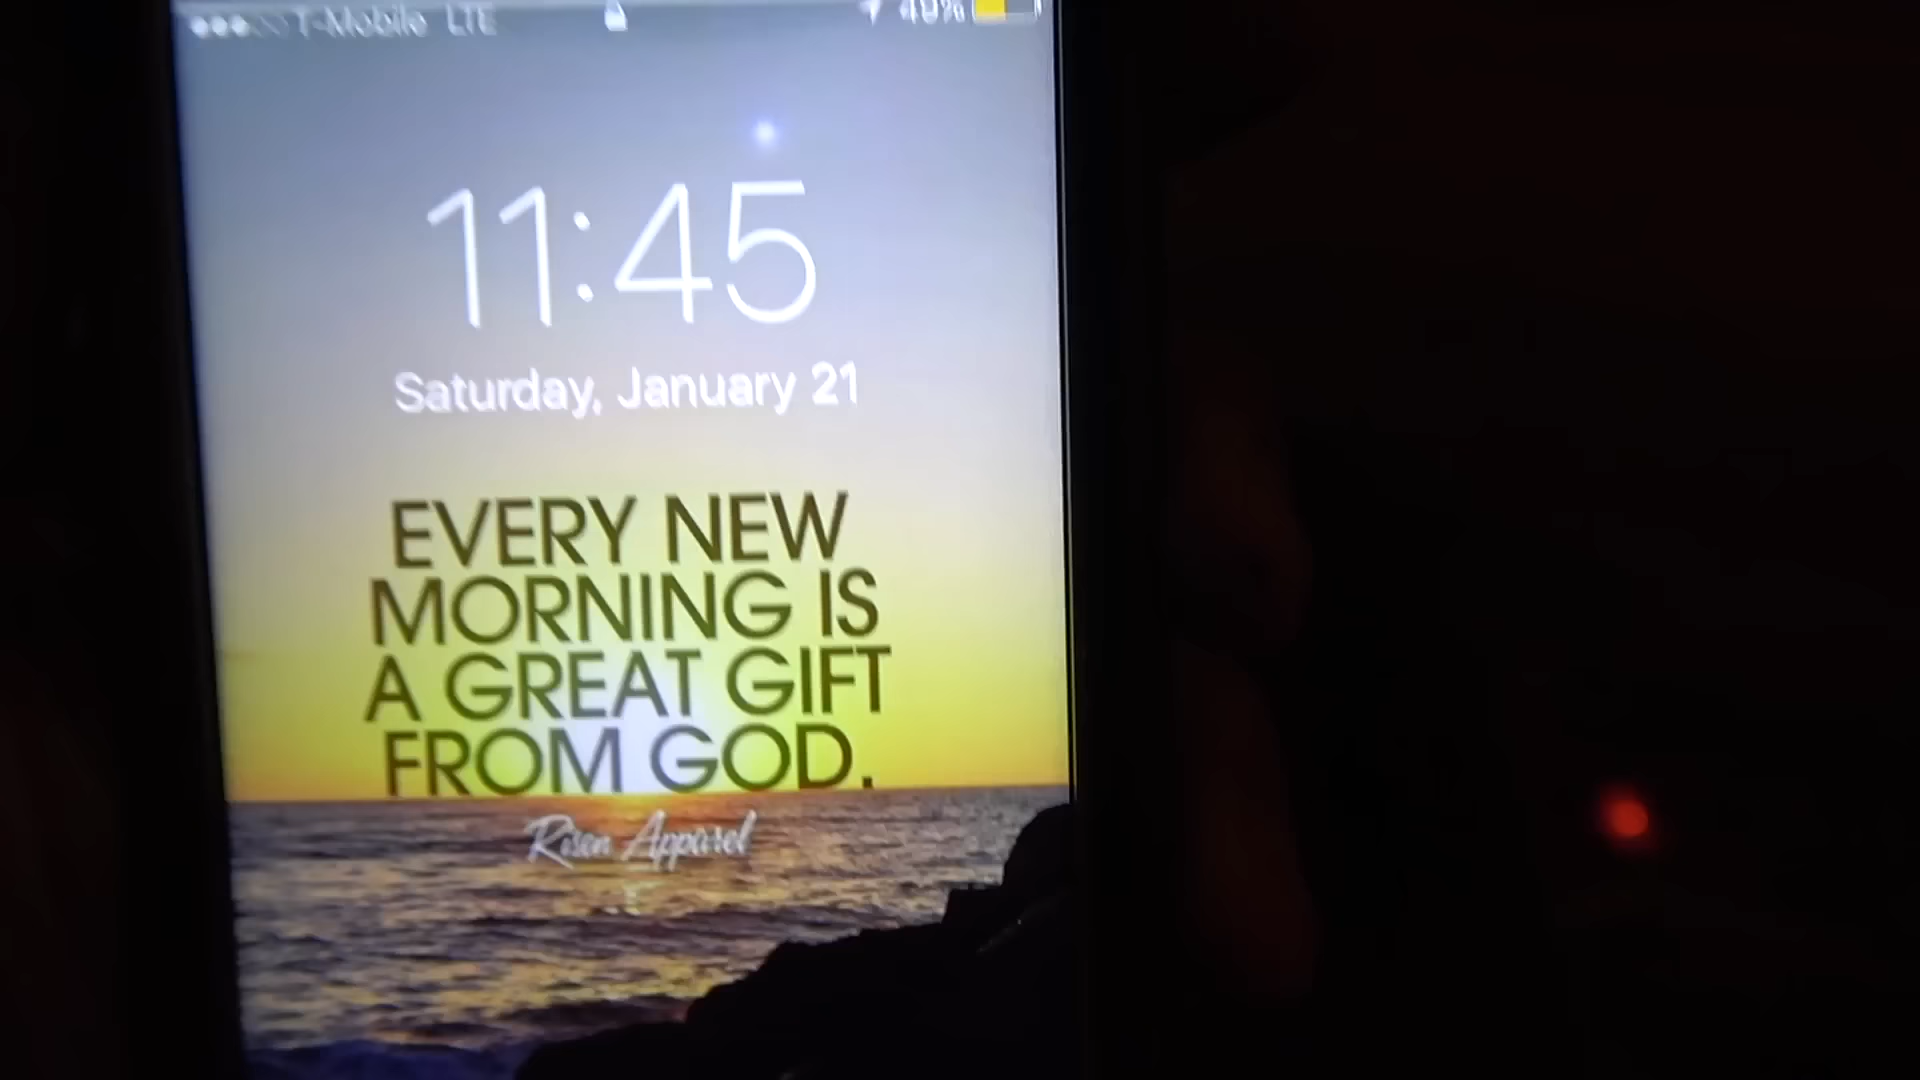 T-Mobile LTE
11:45
Saturday, January 21
EVERY NEW
MORNING IS
A GREAT GIFT
FROM GOD.
Risen Apparel